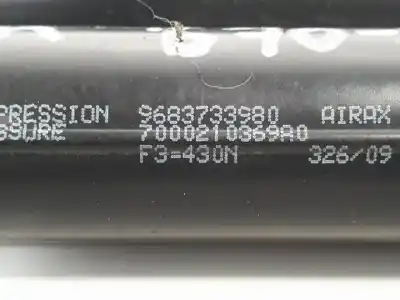 PRESSION 9683733980 AIRAX
SSURE 7000210369A0
F3=430N 326/09